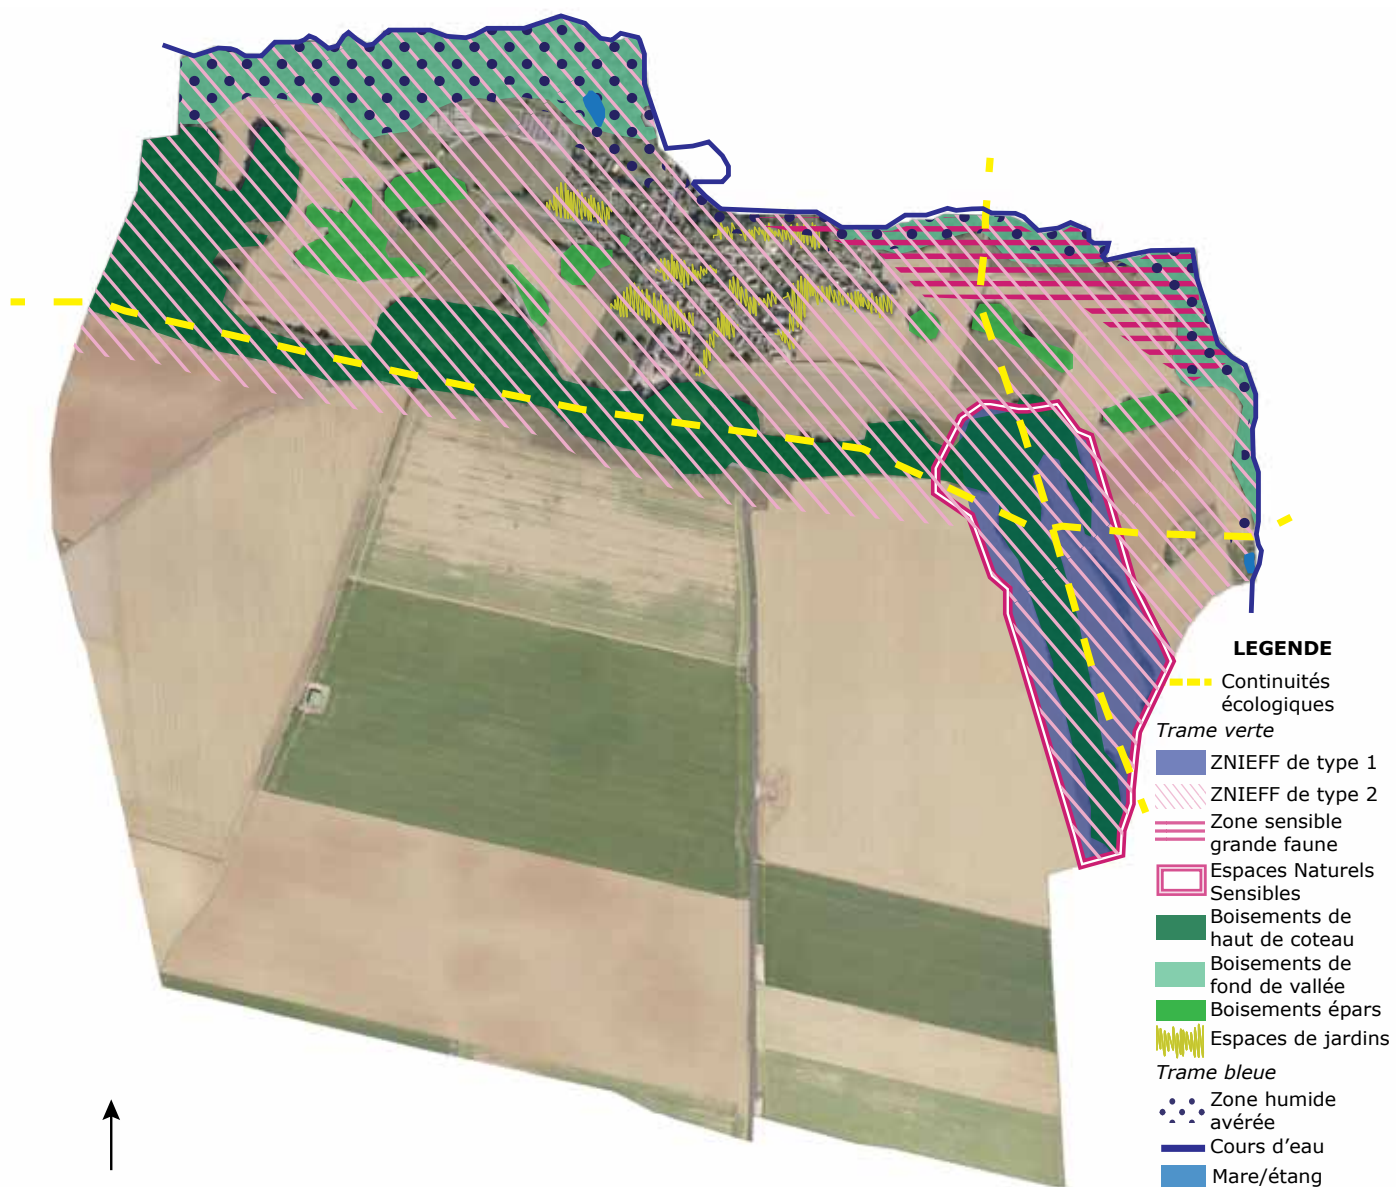 LEGENDE
Continuités
écologiques
Trame verte
ZNIEFF de type 1
ZNIEFF de type 2
Zone sensible
grande faune
Espaces Naturels
Sensibles
Boisements de
haut de coteau
Boisements de
fond de vallée
Boisements épars
Espaces de jardins
Trame bleue
Zone humide
avérée
Cours d'eau
Mare/étang